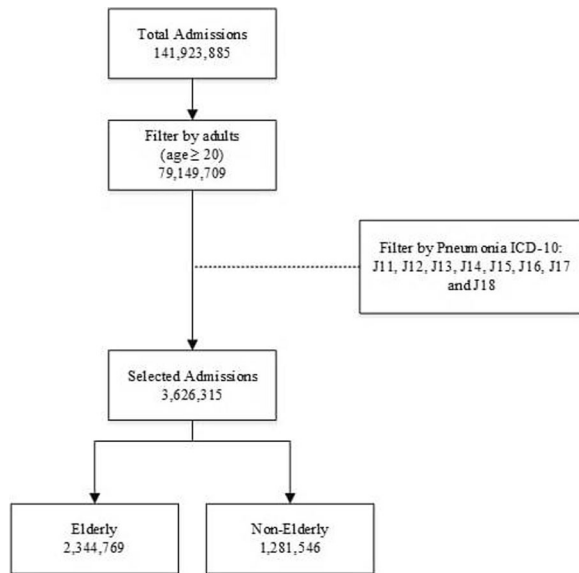 Total Admissions
141,923,885
Filter by adults
(age ≥ 20)
79,149,709
Filter by Pneumonia ICD-10:
J11, J12, J13, J14, J15, J16, J17
and J18
Selected Admissions
3,626,315
Elderly
2,344,769
Non-Elderly
1,281,546